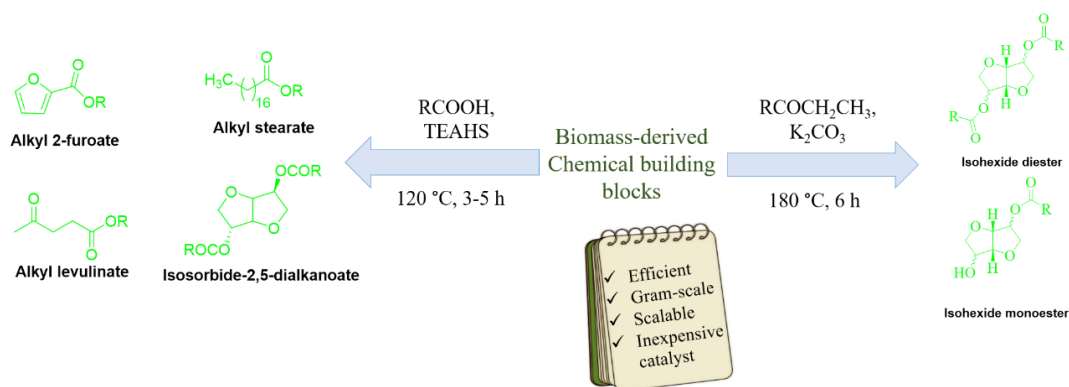 O
O
OR
Alkyl 2-furoate
H₃C
16
O
OR
Alkyl stearate
O
OR
O
Alkyl levulinate
OCOR
O
O
ROCO
Isosorbide-2,5-dialkanoate
RCOOH,
TEAHS
120 °C, 3-5 h
Biomass-derived
Chemical building
blocks
✓ Efficient
✓ Gram-scale
✓ Scalable
✓ Inexpensive
catalyst
RCOCH₂CH₃,
K₂CO₃
180 °C, 6 h
O
O R
O H
H O
R O
O
Isohexide diester
O
O R
O H
HO H O
Isohexide monoester